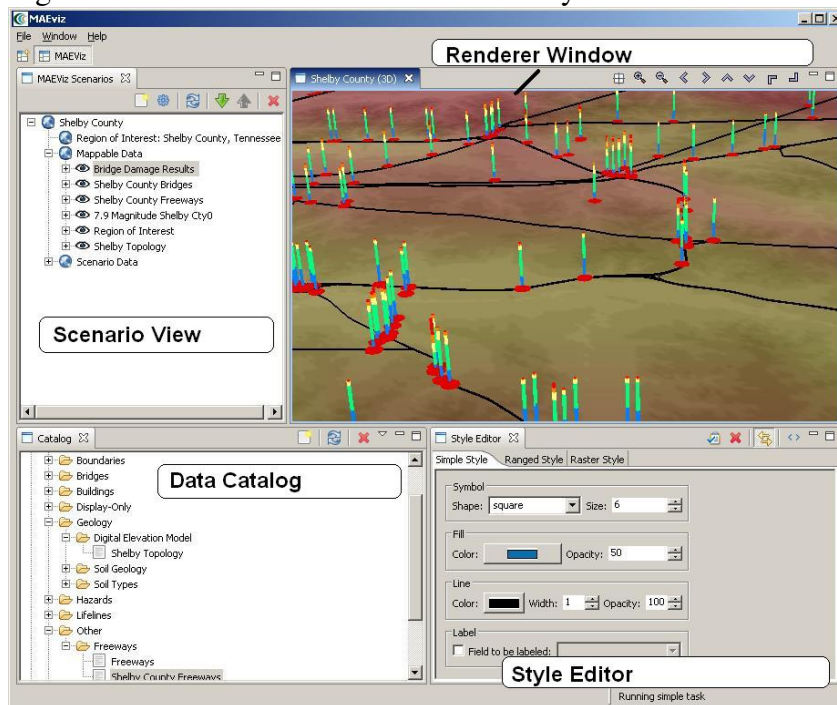 MAEviz
File Window Help
MAEViz
Renderer Window
MAEViz Scenarios
Shelby County (3D)
Shelby County
Region of Interest: Shelby County, Tennessee
Mappable Data
Bridge Damage Results
Shelby County Bridges
Shelby County Freeways
7.9 Magnitude Shelby Cty0
Region of Interest
Shelby Topology
Scenario Data
Scenario View
Catalog
Boundaries
Bridges
Buildings
Display-Only
Geology
Digital Elevation Model
Shelby Topology
Soil Geology
Soil Types
Hazards
Lifelines
Other
Freeways
Freeways
Shelby County Freeways
Data Catalog
Style Editor
Simple Style Ranged Style Raster Style
Symbol
Shape: square Size: 6
Fill
Color: Opacity: 50
Line
Color: Width: 1 Opacity: 100
Label
Field to be labeled:
Style Editor
Running simple task